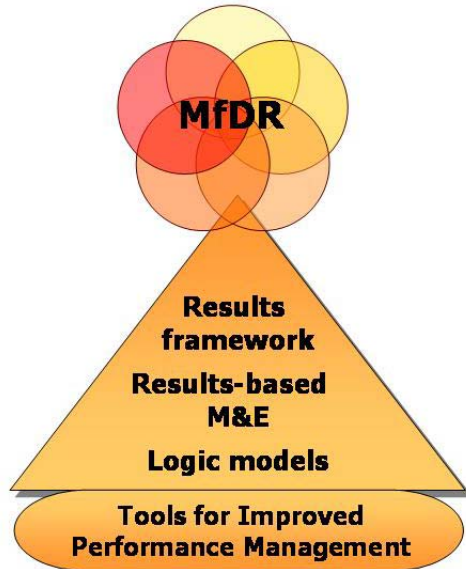 MfDR
Results
framework
Results-based
M&E
Logic models
Tools for Improved
Performance Management